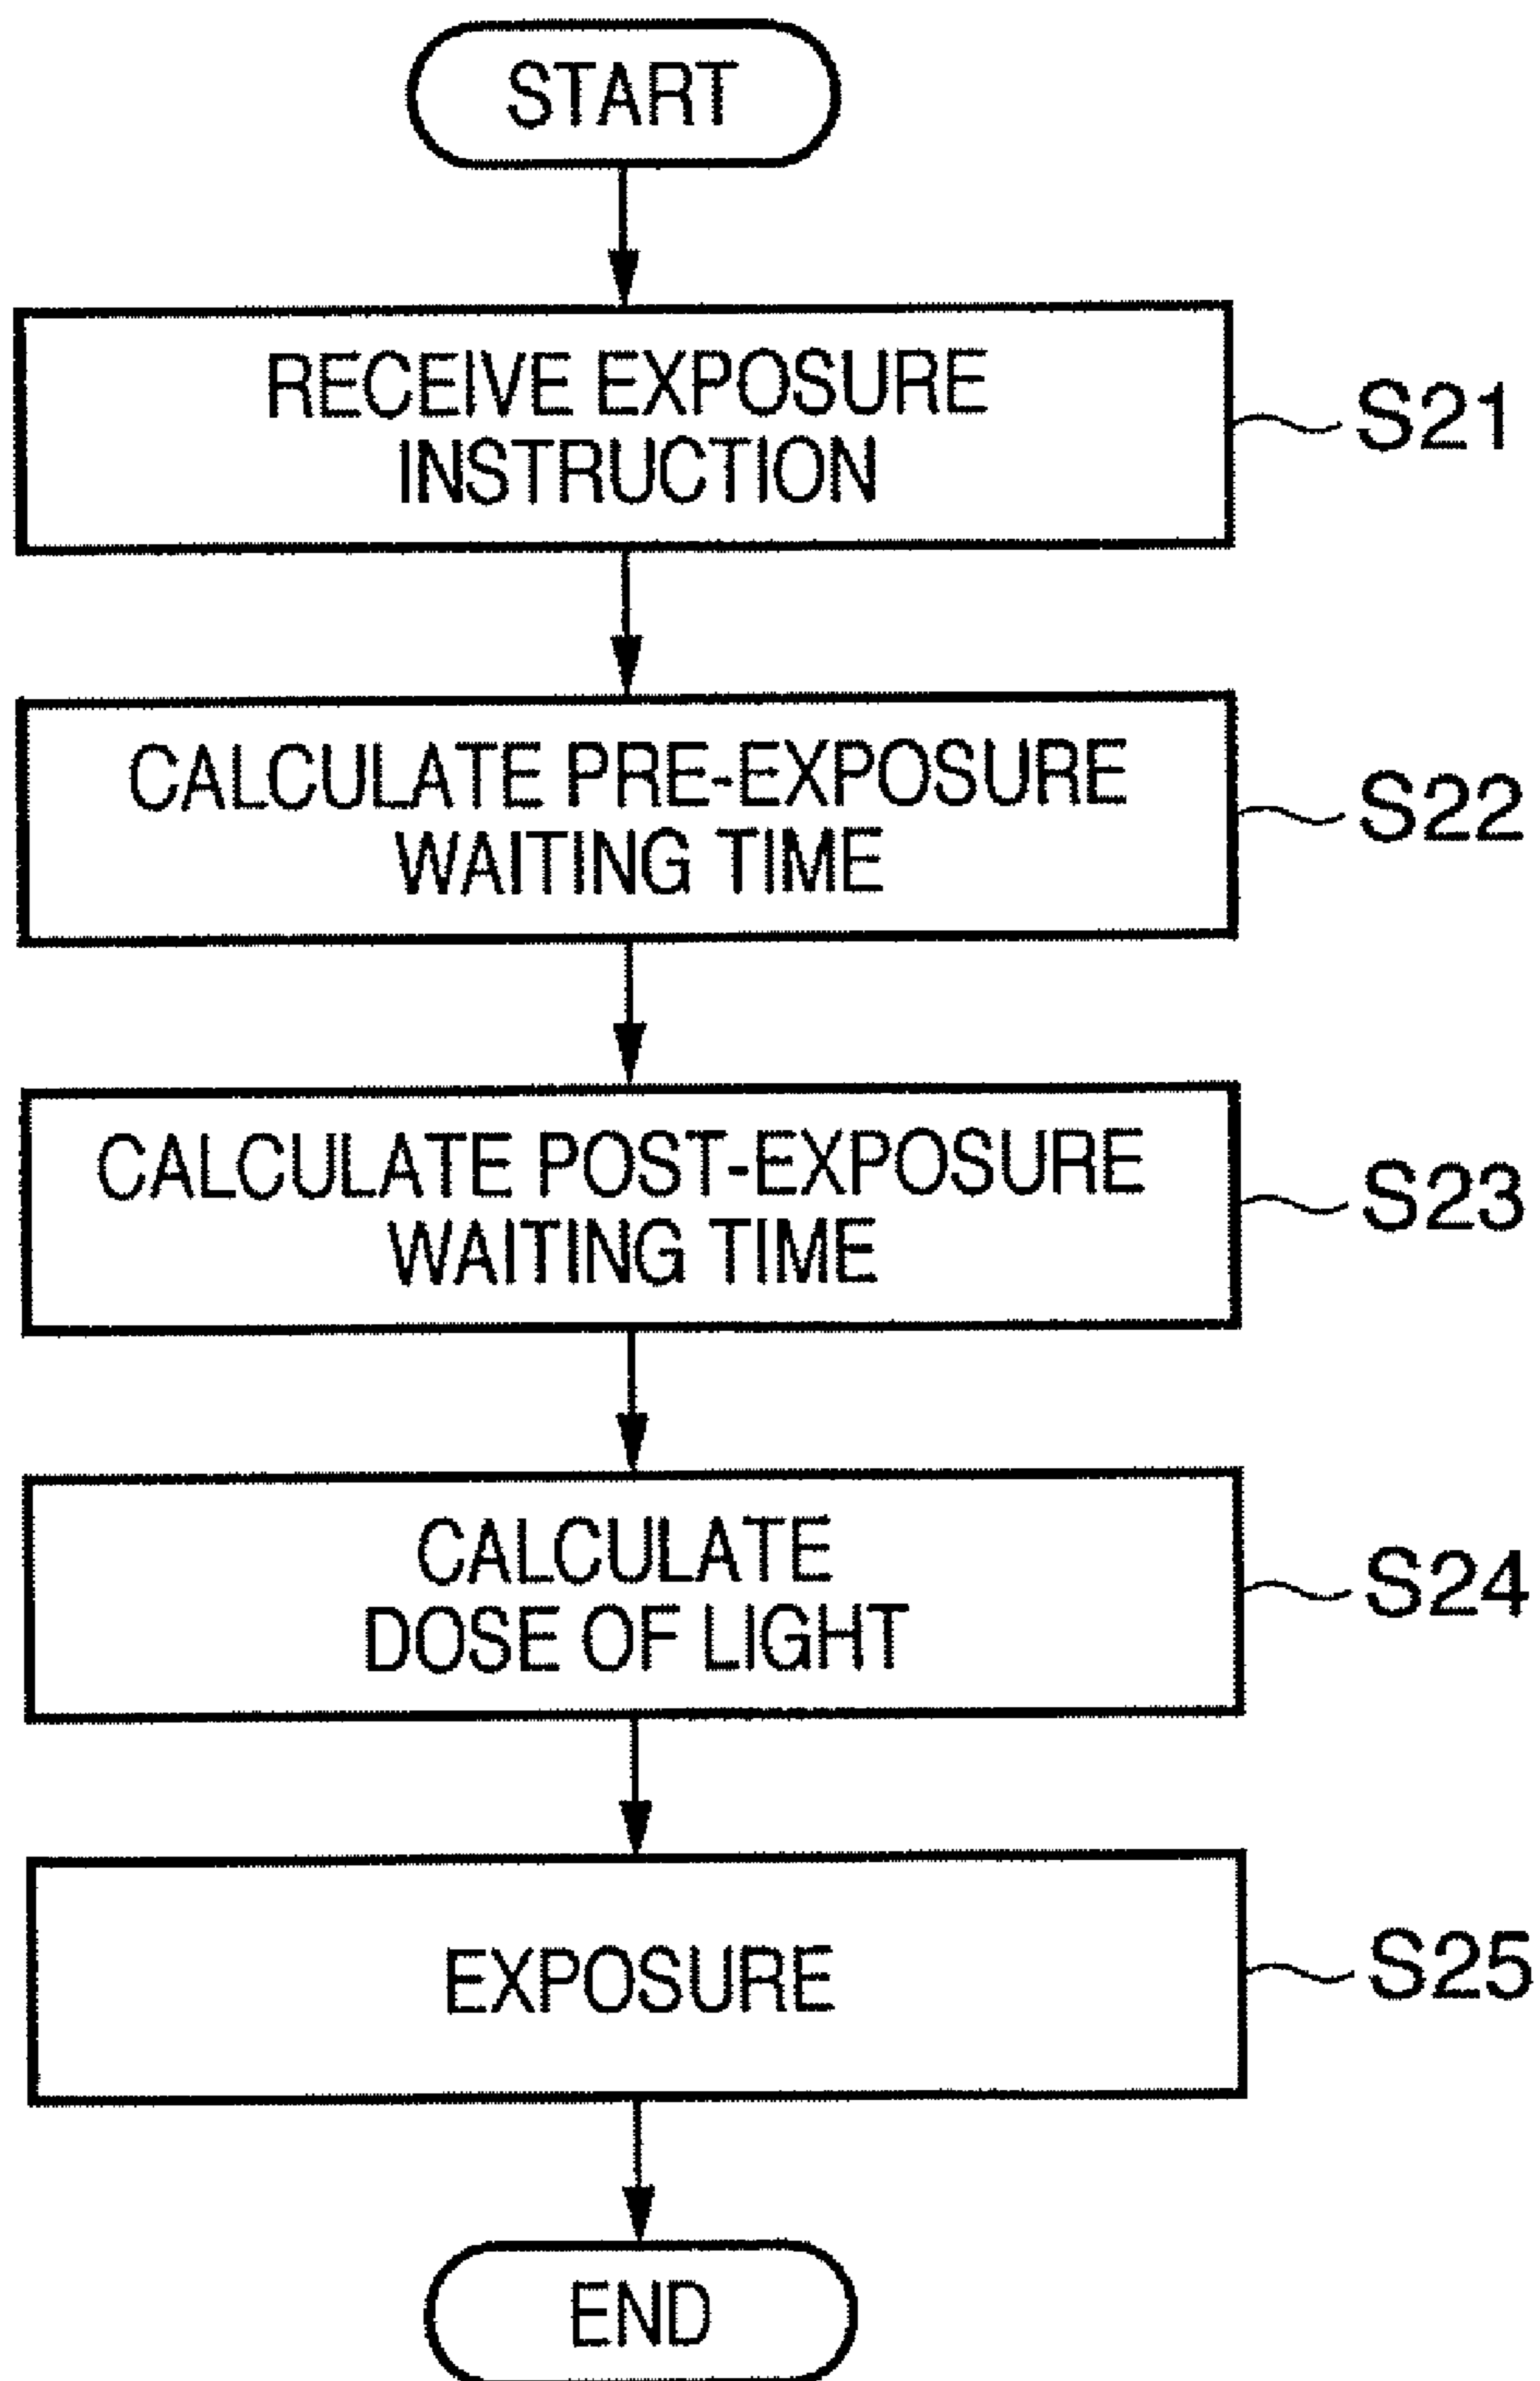 START
RECEIVE EXPOSURE
INSTRUCTION
S21
CALCULATE PRE-EXPOSURE
WAITING TIME
S22
CALCULATE POST-EXPOSURE
WAITING TIME
S23
CALCULATE
DOSE OF LIGHT
S24
EXPOSURE
S25
END